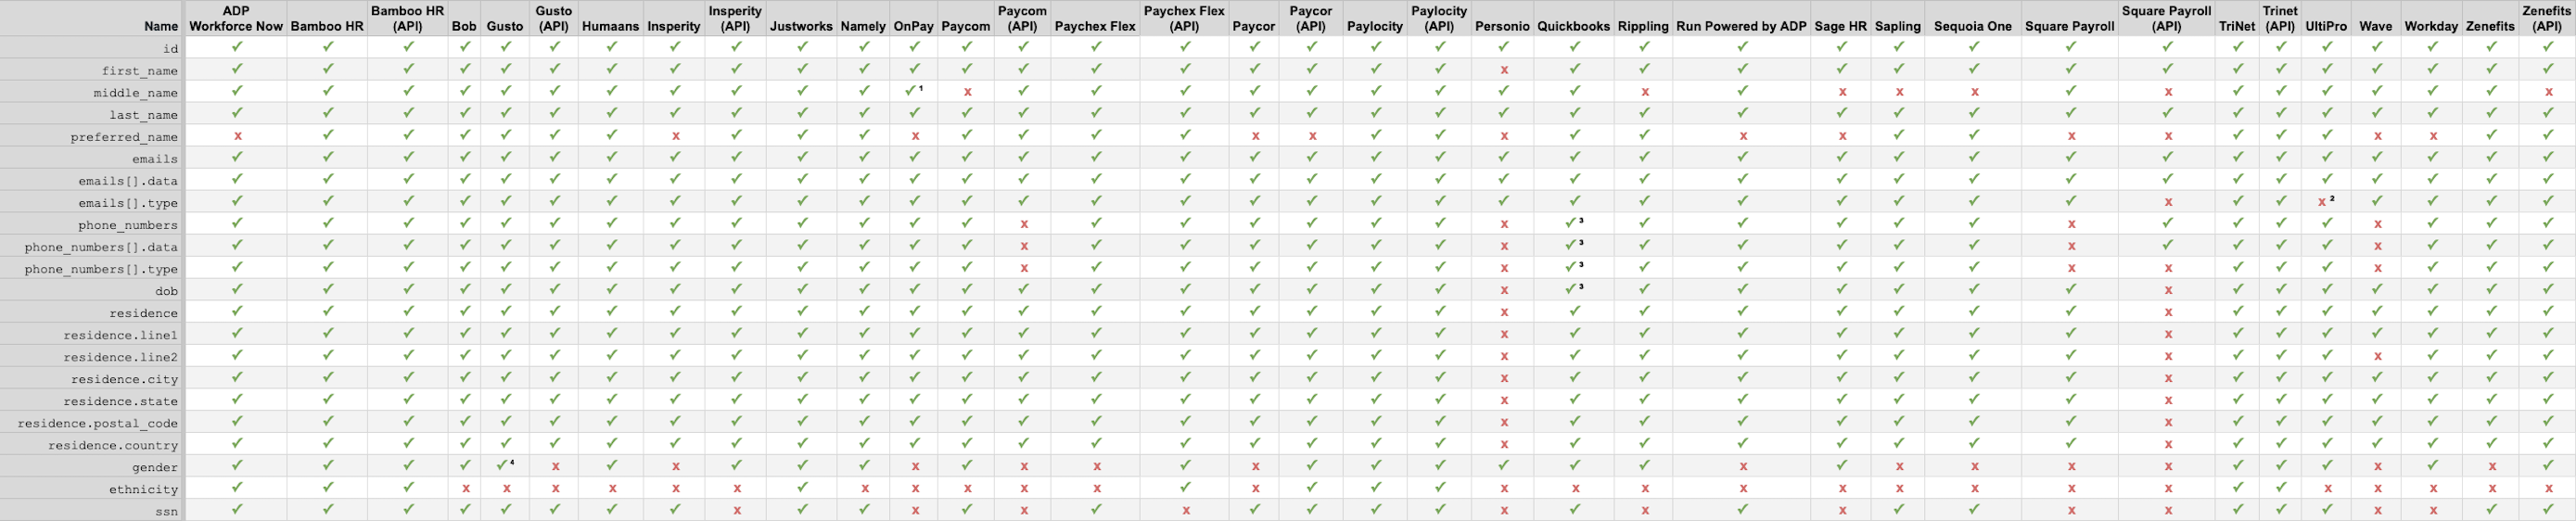 ADP Bamboo HR Gusto Insperity Paycom Paychex Flex Paycor Paylocity Square Payroll Trinet Zenefits
Name Workforce Now Bamboo HR (API) Bob Gusto (API) Humaans Insperity (API) Justworks Namely OnPay Paycom (API) Paychex Flex (API) Paycor (API) Paylocity (API) Personio Quickbooks Rippling Run Powered by ADP Sage HR Sapling Sequoia One Square Payroll (API) TriNet (API) UltiPro Wave Workday Zenefits (API)
id ✓ ✓ ✓ ✓ ✓ ✓ ✓ ✓ ✓ ✓ ✓ ✓ ✓ ✓ ✓ ✓ ✓ ✓ ✓ ✓ ✓ ✓ ✓ ✓ ✓ ✓ ✓ ✓ ✓ ✓ ✓ ✓ ✓ ✓ ✓ ✓
first_name ✓ ✓ ✓ ✓ ✓ ✓ ✓ ✓ ✓ ✓ ✓ ✓ ✓ ✓ ✓ ✓ ✓ ✓ ✓ ✓ x ✓ ✓ ✓ ✓ ✓ ✓ ✓ ✓ ✓ ✓ ✓ ✓ ✓ ✓ ✓
middle_name ✓ ✓ ✓ ✓ ✓ ✓ ✓ ✓ ✓ ✓ ✓ ✓¹ x ✓ ✓ ✓ ✓ ✓ ✓ ✓ ✓ ✓ x ✓ x x x ✓ x ✓ ✓ ✓ ✓ ✓ ✓ x
last_name ✓ ✓ ✓ ✓ ✓ ✓ ✓ ✓ ✓ ✓ ✓ ✓ ✓ ✓ ✓ ✓ ✓ ✓ ✓ ✓ ✓ ✓ ✓ ✓ ✓ ✓ ✓ ✓ ✓ ✓ ✓ ✓ ✓ ✓ ✓ ✓
preferred_name x ✓ ✓ ✓ ✓ ✓ ✓ x ✓ ✓ ✓ x ✓ ✓ ✓ ✓ x x ✓ ✓ x ✓ ✓ x x ✓ ✓ x x ✓ ✓ ✓ x x ✓ ✓
emails ✓ ✓ ✓ ✓ ✓ ✓ ✓ ✓ ✓ ✓ ✓ ✓ ✓ ✓ ✓ ✓ ✓ ✓ ✓ ✓ ✓ ✓ ✓ ✓ ✓ ✓ ✓ ✓ ✓ ✓ ✓ ✓ ✓ ✓ ✓ ✓
emails[].data ✓ ✓ ✓ ✓ ✓ ✓ ✓ ✓ ✓ ✓ ✓ ✓ ✓ ✓ ✓ ✓ ✓ ✓ ✓ ✓ ✓ ✓ ✓ ✓ ✓ ✓ ✓ ✓ ✓ ✓ ✓ ✓ ✓ ✓ ✓ ✓
emails[].type ✓ ✓ ✓ ✓ ✓ ✓ ✓ ✓ ✓ ✓ ✓ ✓ ✓ ✓ ✓ ✓ ✓ ✓ ✓ ✓ ✓ ✓ ✓ ✓ ✓ ✓ ✓ ✓ x ✓ ✓ x ² ✓ ✓ ✓ ✓
phone_numbers ✓ ✓ ✓ ✓ ✓ ✓ ✓ ✓ ✓ ✓ ✓ ✓ ✓ x ✓ ✓ ✓ ✓ ✓ ✓ x ✓³ ✓ ✓ ✓ ✓ ✓ x ✓ ✓ ✓ ✓ x ✓ ✓ ✓
phone_numbers[].data ✓ ✓ ✓ ✓ ✓ ✓ ✓ ✓ ✓ ✓ ✓ ✓ ✓ x ✓ ✓ ✓ ✓ ✓ ✓ x ✓³ ✓ ✓ ✓ ✓ ✓ x ✓ ✓ ✓ ✓ x ✓ ✓ ✓
phone_numbers[].type ✓ ✓ ✓ ✓ ✓ ✓ ✓ ✓ ✓ ✓ ✓ ✓ ✓ x ✓ ✓ ✓ ✓ ✓ ✓ x ✓³ ✓ ✓ ✓ ✓ ✓ x x ✓ ✓ ✓ x ✓ ✓ ✓
dob ✓ ✓ ✓ ✓ ✓ ✓ ✓ ✓ ✓ ✓ ✓ ✓ ✓ ✓ ✓ ✓ ✓ ✓ ✓ ✓ x ✓³ ✓ ✓ ✓ ✓ ✓ ✓ x ✓ ✓ ✓ ✓ ✓ ✓ ✓
residence ✓ ✓ ✓ ✓ ✓ ✓ ✓ ✓ ✓ ✓ ✓ ✓ ✓ ✓ ✓ ✓ ✓ ✓ ✓ ✓ x ✓ ✓ ✓ ✓ ✓ ✓ ✓ x ✓ ✓ ✓ ✓ ✓ ✓ ✓
residence.line1 ✓ ✓ ✓ ✓ ✓ ✓ ✓ ✓ ✓ ✓ ✓ ✓ ✓ ✓ ✓ ✓ ✓ ✓ ✓ ✓ x ✓ ✓ ✓ ✓ ✓ ✓ ✓ x ✓ ✓ ✓ ✓ ✓ ✓ ✓
residence.line2 ✓ ✓ ✓ ✓ ✓ ✓ ✓ ✓ ✓ ✓ ✓ ✓ ✓ ✓ ✓ ✓ ✓ ✓ ✓ ✓ x ✓ ✓ ✓ ✓ ✓ ✓ ✓ x ✓ ✓ ✓ x ✓ ✓ ✓
residence.city ✓ ✓ ✓ ✓ ✓ ✓ ✓ ✓ ✓ ✓ ✓ ✓ ✓ ✓ ✓ ✓ ✓ ✓ ✓ ✓ x ✓ ✓ ✓ ✓ ✓ ✓ ✓ x ✓ ✓ ✓ ✓ ✓ ✓ ✓
residence.state ✓ ✓ ✓ ✓ ✓ ✓ ✓ ✓ ✓ ✓ ✓ ✓ ✓ ✓ ✓ ✓ ✓ ✓ ✓ ✓ x ✓ ✓ ✓ ✓ ✓ ✓ ✓ x ✓ ✓ ✓ ✓ ✓ ✓ ✓
residence.postal_code ✓ ✓ ✓ ✓ ✓ ✓ ✓ ✓ ✓ ✓ ✓ ✓ ✓ ✓ ✓ ✓ ✓ ✓ ✓ ✓ x ✓ ✓ ✓ ✓ ✓ ✓ ✓ x ✓ ✓ ✓ ✓ ✓ ✓ ✓
residence.country ✓ ✓ ✓ ✓ ✓ ✓ ✓ ✓ ✓ ✓ ✓ ✓ ✓ ✓ ✓ ✓ ✓ ✓ ✓ ✓ x ✓ ✓ ✓ ✓ ✓ ✓ ✓ x ✓ ✓ ✓ ✓ ✓ ✓ ✓
gender ✓ ✓ ✓ ✓ ✓⁴ x ✓ x ✓ ✓ ✓ x ✓ x x ✓ x ✓ ✓ ✓ ✓ ✓ ✓ x ✓ x x x x ✓ ✓ ✓ x ✓ x ✓
ethnicity ✓ ✓ ✓ x x x x x x ✓ x x x x x ✓ x ✓ ✓ ✓ x x x x x x x x x ✓ ✓ x x x x x
ssn ✓ ✓ ✓ ✓ ✓ ✓ ✓ ✓ x ✓ ✓ x ✓ x ✓ x ✓ ✓ ✓ ✓ x ✓ x ✓ x ✓ ✓ x x ✓ ✓ ✓ x x ✓ ✓